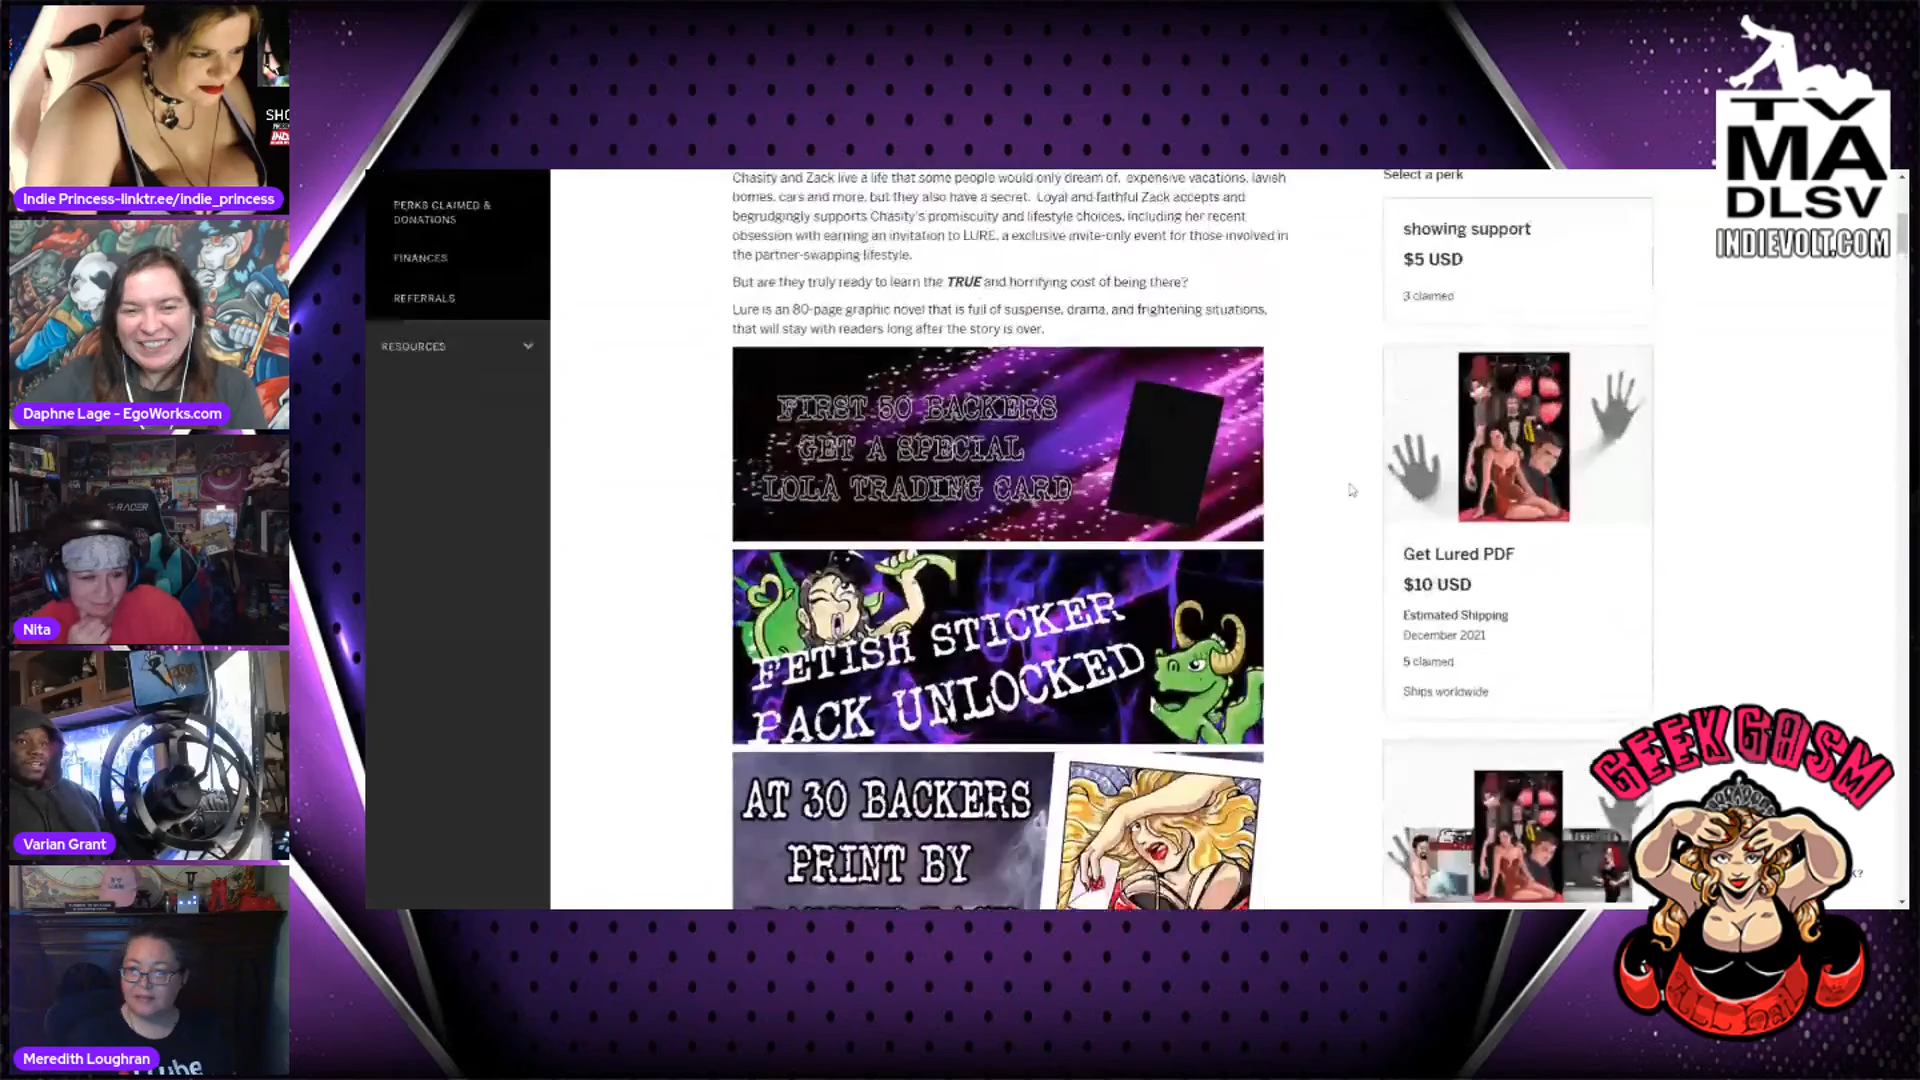 SHO
Indie Princess-linktr.ee/indie_princess
Daphne Lage - EgoWorks.com
Nita
Varian Grant
Meredith Loughran
PERKS CLAIMED &
DONATIONS
FINANCES
REFERRALS
RESOURCES
Chasity and Zack live a life that some people would only dream of, expensive vacations, lavish
homes, cars and more, but they also have a secret. Loyal and faithful Zack accepts and
begrudgingly supports Chasity's promiscuity and lifestyle choices, including her recent
obsession with earning an invitation to LURE, a exclusive invite-only event for those involved in
the partner-swapping lifestyle.
But are they truly ready to learn the TRUE and horrifying cost of being there?
Lure is an 80-page graphic novel that is full of suspense, drama, and frightening situations,
that will stay with readers long after the story is over.
FIRST 50 BACKERS
GET A SPECIAL
LOLA TRADING CARD
FETISH STICKER
PACK UNLOCKED
AT 30 BACKERS
PRINT BY
Select a perk
showing support
$5 USD
3 claimed
Get Lured PDF
$10 USD
Estimated Shipping
December 2021
5 claimed
Ships worldwide
TV
MA
DLSV
INDIEVOLT.COM
GEEKGASM
ALL Hail